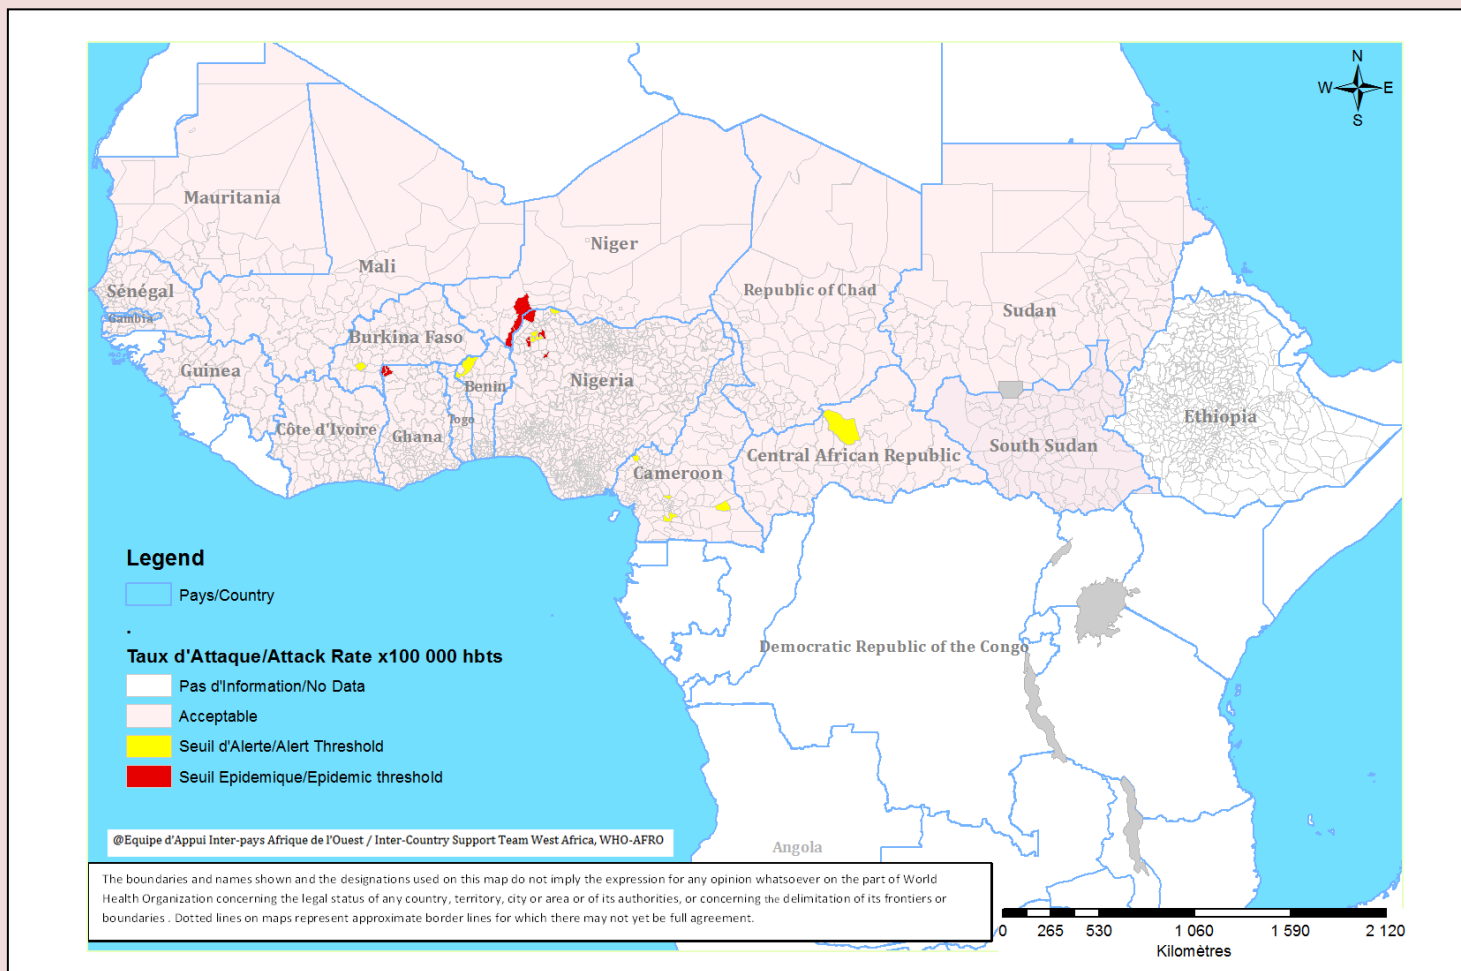 N
W E
S
Mauritania
Niger
Mali
Republic of Chad
Sénégal
Sudan
Gambia
Burkina Faso
Guinea
Nigeria
Benin
Togo
Ethiopia
Côte d'Ivoire
Ghana
South Sudan
Central African Republic
Cameroon
Democratic Republic of the Congo
Angola
Legend
Pays/Country
.
Taux d'Attaque/Attack Rate x100 000 hbts
Pas d'Information/No Data
Acceptable
Seuil d'Alerte/Alert Threshold
Seuil Epidemique/Epidemic threshold
@Equipe d'Appui Inter-pays Afrique de l'Ouest / Inter-Country Support Team West Africa, WHO-AFRO
The boundaries and names shown and the designations used on this map do not imply the expression for any opinion whatsoever on the part of World
Health Organization concerning the legal status of any country, territory, city or area or of its authorities, or concerning the delimitation of its frontiers or
boundaries . Dotted lines on maps represent approximate border lines for which there may not yet be full agreement.
0 265 530 1 060 1 590 2 120
Kilomètres